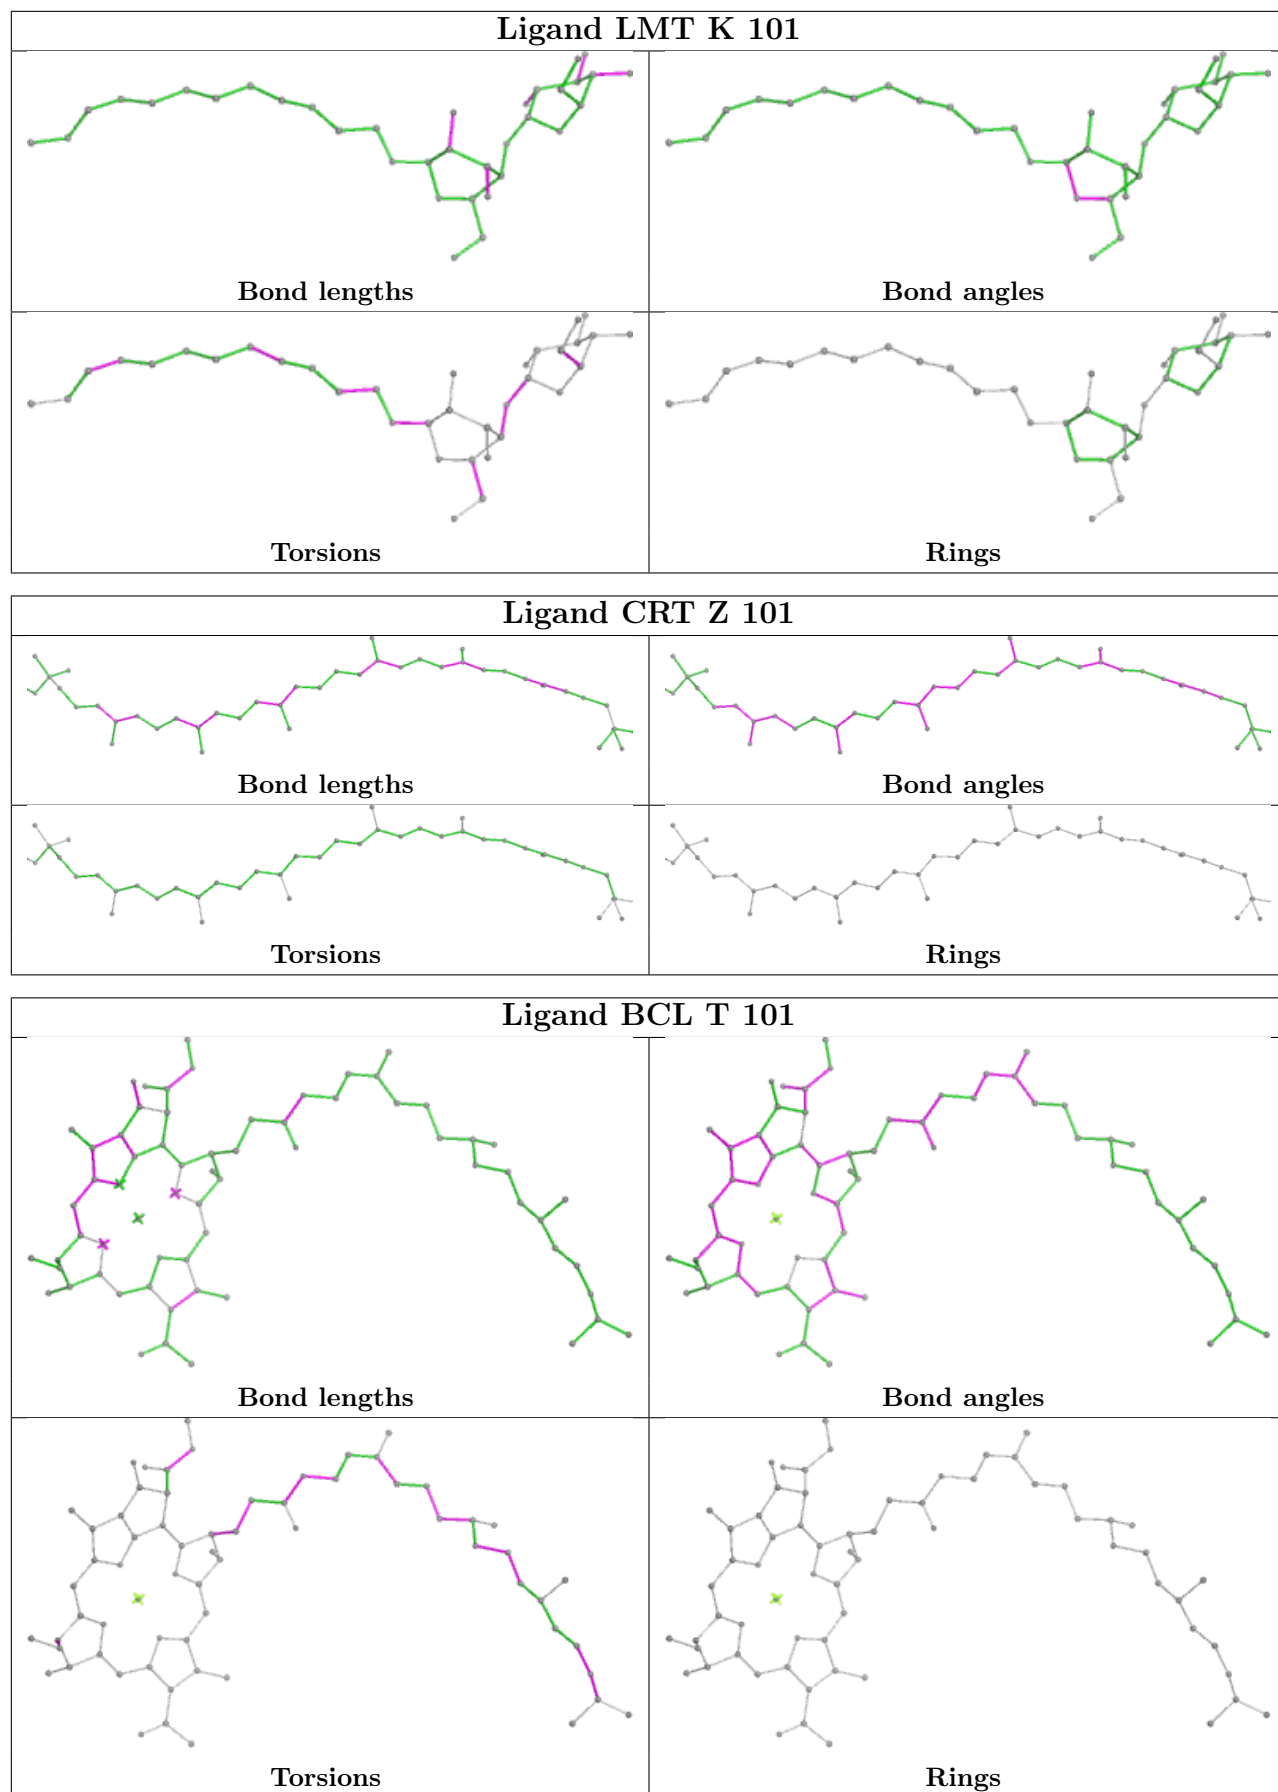 Ligand LMT K 101
Bond lengths
Bond angles
Torsions
Rings
Ligand CRT Z 101
Bond lengths
Bond angles
Torsions
Rings
Ligand BCL T 101
Bond lengths
Bond angles
Torsions
Rings